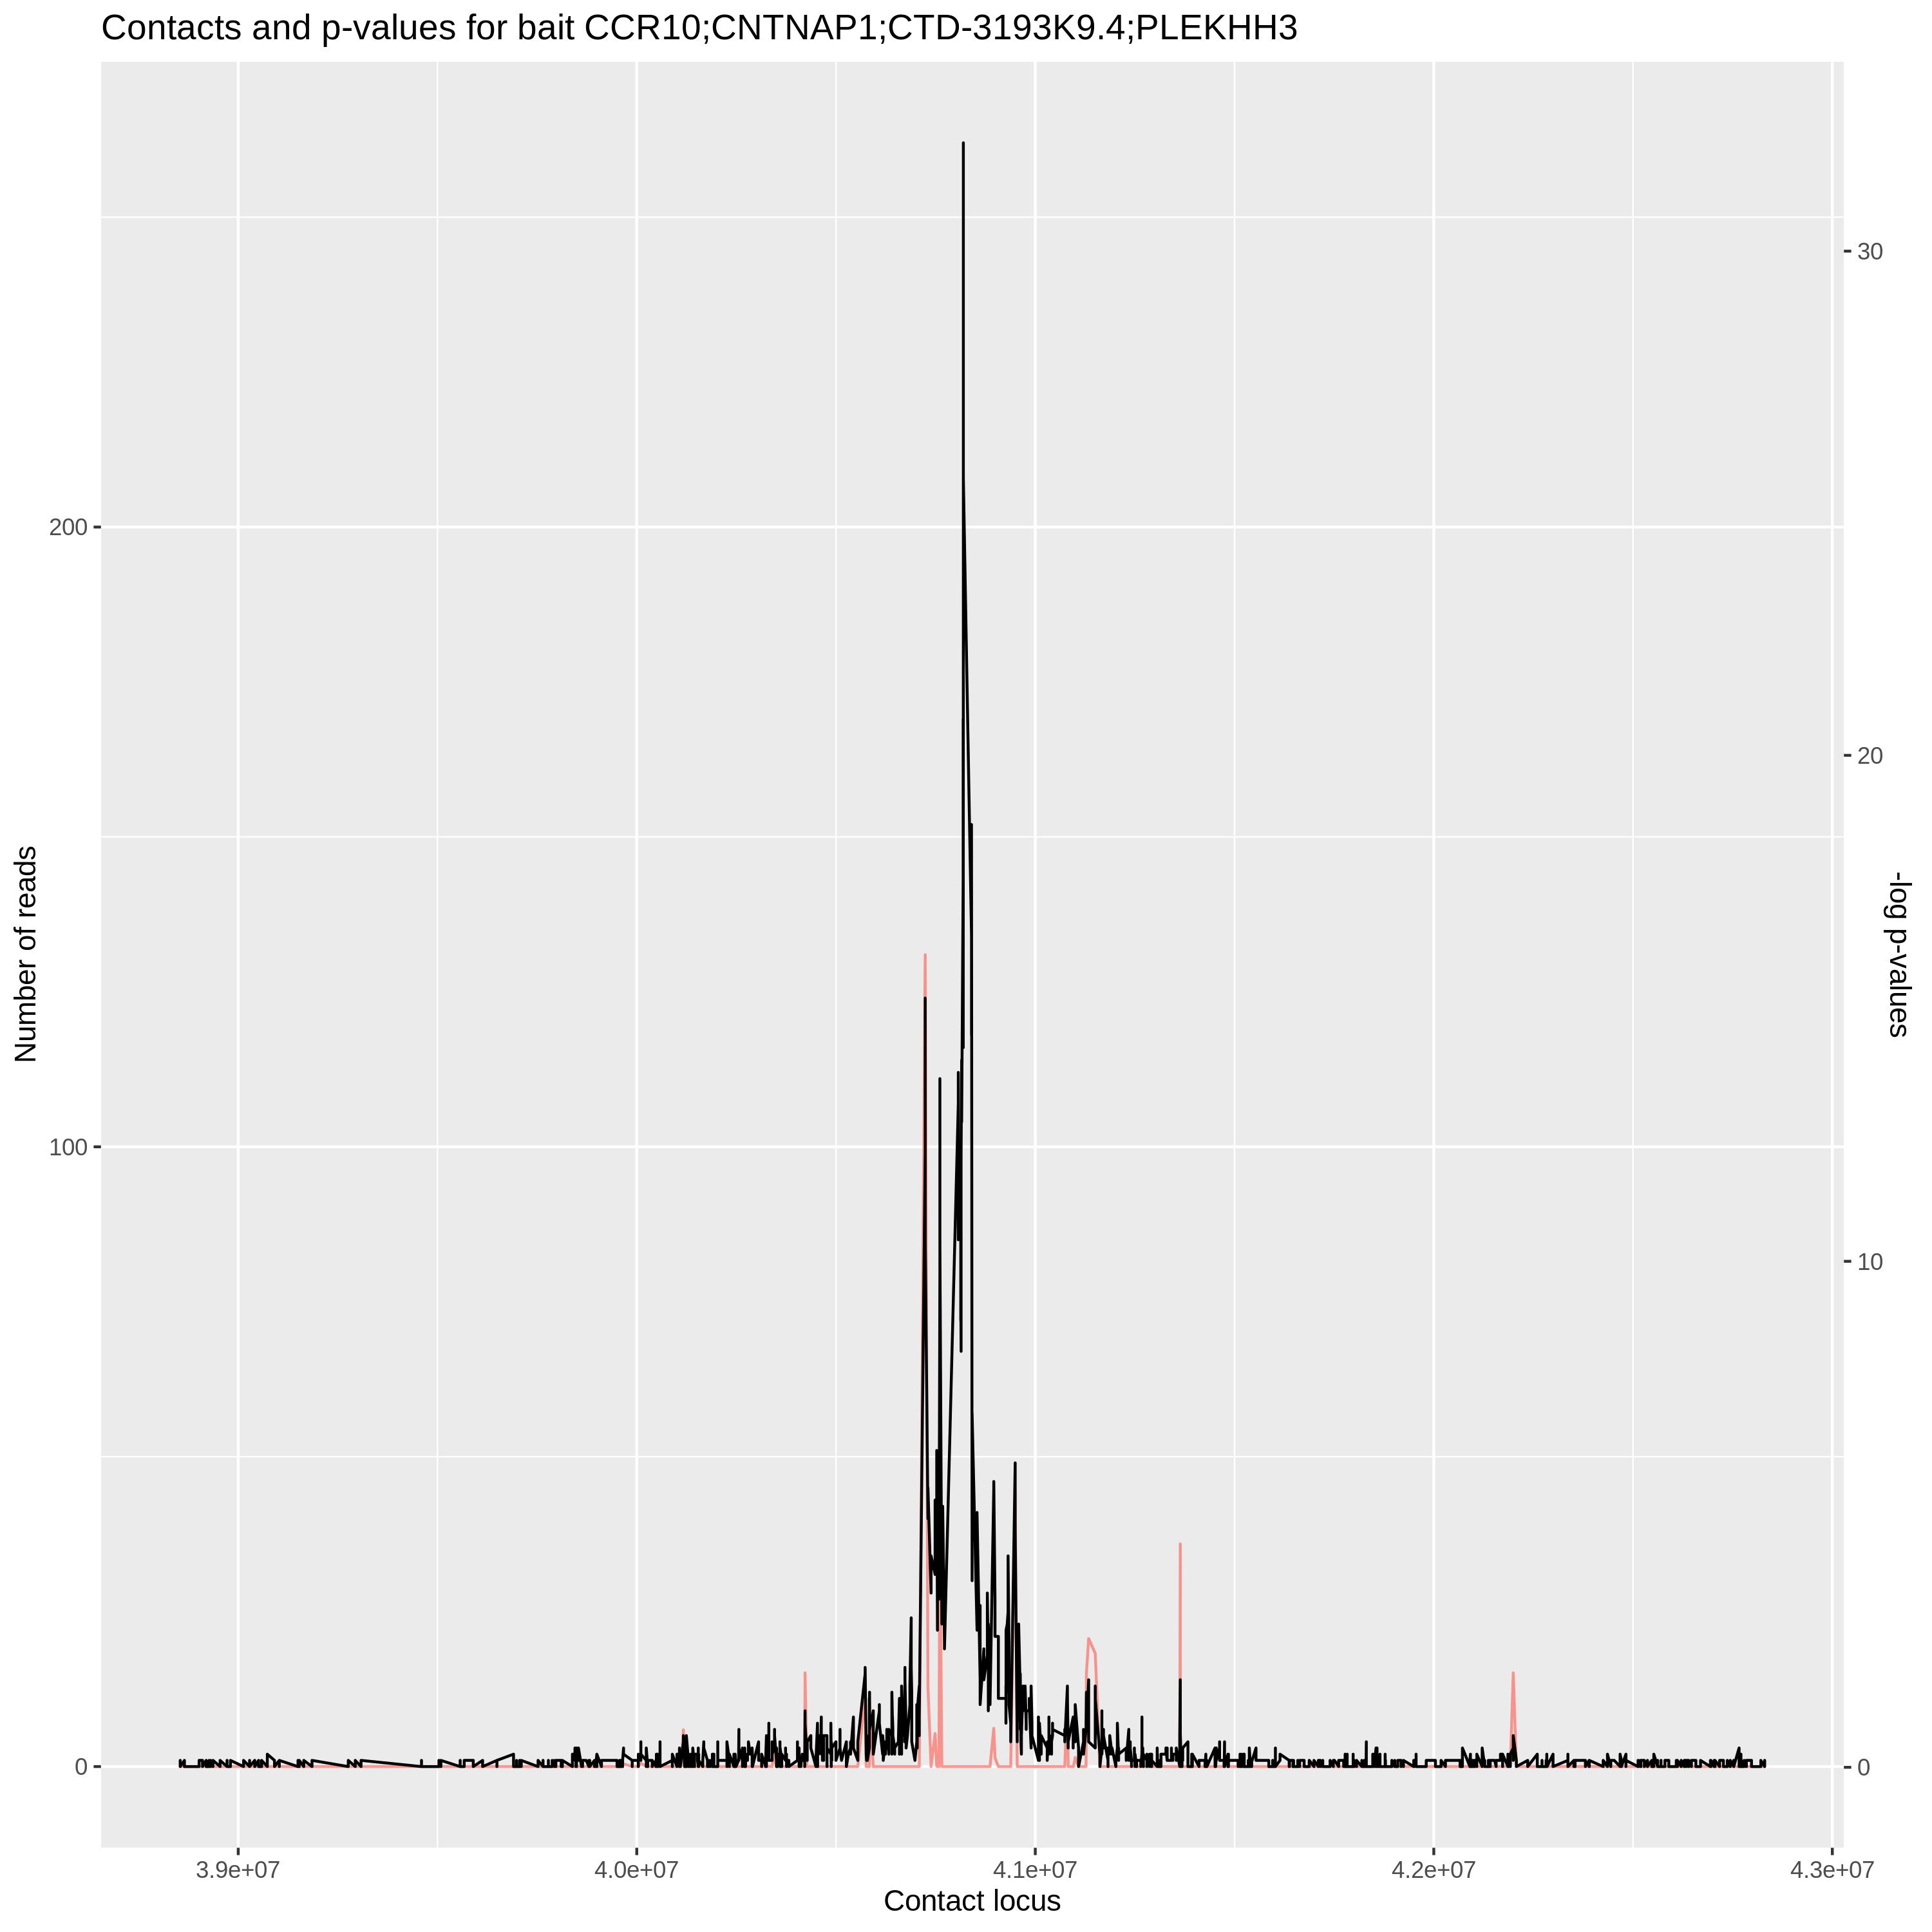 Contacts and p-values for bait CCR10;CNTNAP1;CTD-3193K9.4;PLEKHH3
Number of reads
200
100
0
30
20
10
0
-log p-values
3.9e+07 4.0e+07 4.1e+07 4.2e+07 4.3e+07
Contact locus